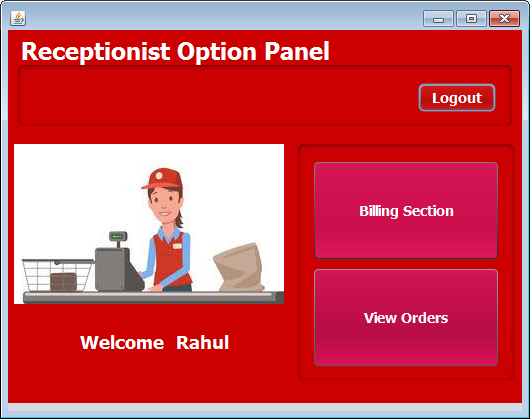 Receptionist Option Panel
Logout
Billing Section
View Orders
Welcome  Rahul